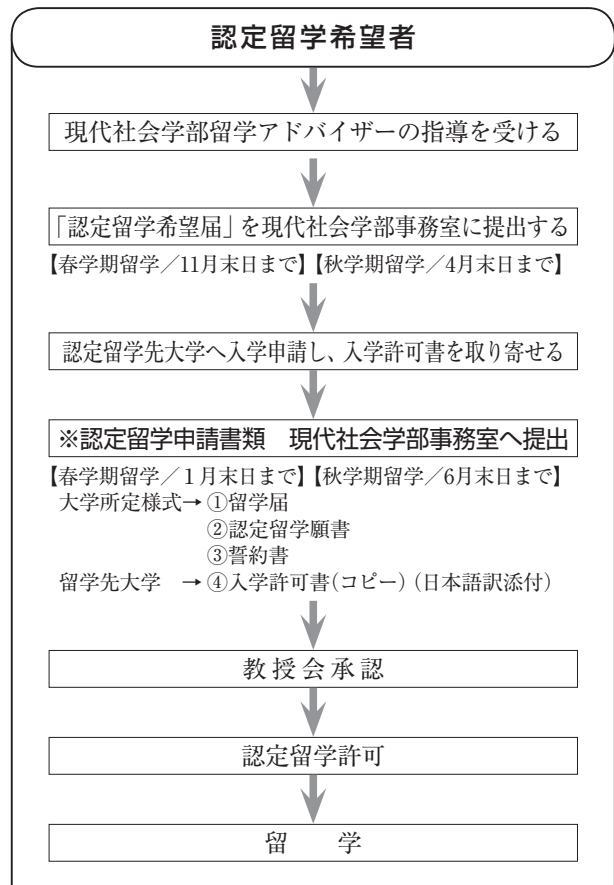 認定留学希望者
現代社会学部留学アドバイザーの指導を受ける
「認定留学希望届」を現代社会学部事務室に提出する
【春学期留学／11月末日まで】【秋学期留学／4月末日まで】
認定留学先大学へ入学申請し、入学許可書を取り寄せる
※認定留学申請書類　現代社会学部事務室へ提出
【春学期留学／１月末日まで】【秋学期留学／6月末日まで】
大学所定様式→ ①留学届
②認定留学願書
③誓約書
留学先大学　→ ④入学許可書（コピー）（日本語訳添付）
教授会承認
認定留学許可
留　学